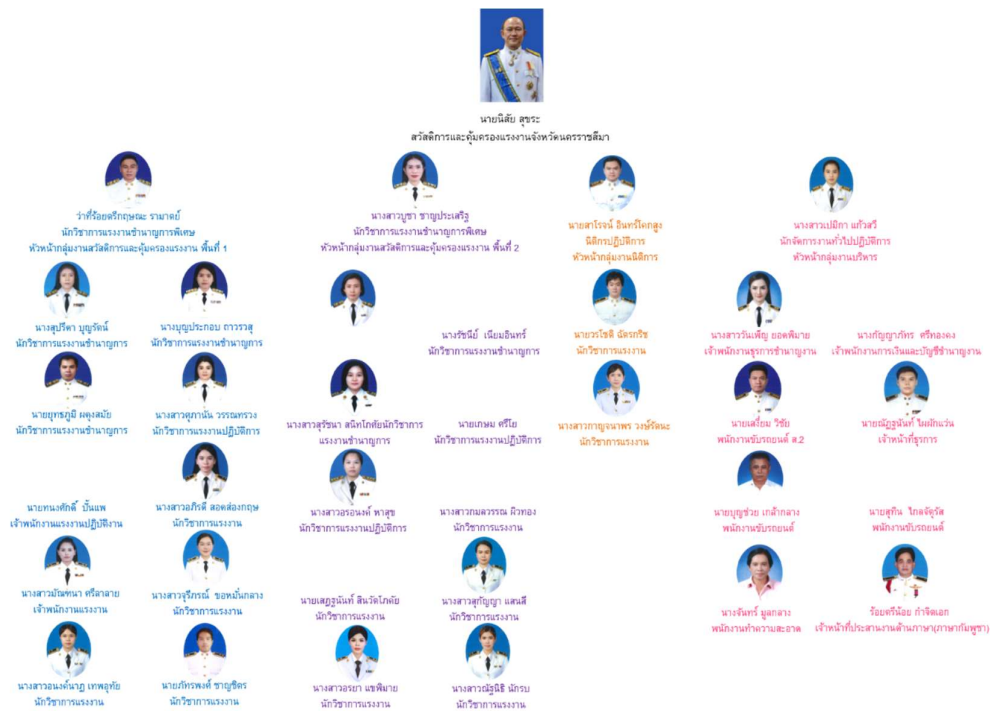 นายนิสัย สุขระ
สวัสดิการและคุ้มครองแรงงานจังหวัดนครราชสีมา
ว่าที่ร้อยตรีกฤษณะ รามาตย์
นักวิชาการแรงงานชำนาญการพิเศษ
หัวหน้ากลุ่มงานสวัสดิการและคุ้มครองแรงงาน พื้นที่ 1
นางสาวบูชา ชาญประเสริฐ
นักวิชาการแรงงานชำนาญการพิเศษ
หัวหน้ากลุ่มงานสวัสดิการและคุ้มครองแรงงาน พื้นที่ 2
นายสาโรจน์ อินทร์โคกสูง
นิติกรปฏิบัติการ
หัวหน้ากลุ่มงานนิติการ
นางสาวเปมิกา แก้วสวี
นักจัดการงานทั่วไปปฏิบัติการ
หัวหน้ากลุ่มงานบริหาร
นางสุปรีดา บุญรัตน์
นักวิชาการแรงงานชำนาญการ
นางบุญประกอบ ถาวรวสุ
นักวิชาการแรงงานชำนาญการ
นางรัชนีย์ เนียมอินทร์
นักวิชาการแรงงานชำนาญการ
นายวรโชติ ฉัตรกริช
นักวิชาการแรงงาน
นางสาววันเพ็ญ ยอดพิมาย
เจ้าพนักงานธุรการชำนาญงาน
นางกัญญาภัทร ศรีทองคง
เจ้าพนักงานการเงินและบัญชีชำนาญงาน
นายยุทธภูมิ ผดุงสมัย
นักวิชาการแรงงานชำนาญการ
นางสาวศุภานัน วรรณทรวง
นักวิชาการแรงงานปฏิบัติการ
นางสาวสุรัชนา สนิทโกศัยนักวิชาการ
แรงงานชำนาญการ
นายเกษม ศรีโย
นักวิชาการแรงงานปฏิบัติการ
นางสาวกาญจนาพร วงษ์รัตนะ
นักวิชาการแรงงาน
นายเสงี่ยม วิชัย
พนักงานขับรถยนต์ ส.2
นายณัฏฐนันท์ ไผผักแว่น
เจ้าหน้าที่ธุรการ
นายทนงศักดิ์ ปั้นแพ
เจ้าพนักงานแรงงานปฏิบัติงาน
นางสาวอภิรดี สอดส่องกฤษ
นักวิชาการแรงงาน
นางสาวอรอนงค์ หาสุข
นักวิชาการแรงงานปฏิบัติการ
นางสาวกมลวรรณ ผิวทอง
นักวิชาการแรงงาน
นายบุญช่วย เกล้ากลาง
พนักงานขับรถยนต์
นายสุทิน ใกลจัตุรัส
พนักงานขับรถยนต์
นางสาวมัณฑนา ศรีลาลาย
เจ้าพนักงานแรงงาน
นางสาวจุรีภรณ์ ขอหมั่นกลาง
นักวิชาการแรงงาน
นายเสฏฐนันท์ สินวัตโภคัย
นักวิชาการแรงงาน
นางสาวสุกัญญา แสนสี
นักวิชาการแรงงาน
นางจันทร์ มูลกลาง
พนักงานทำความสะอาด
ร้อยตรีน้อย กำจิตเอก
เจ้าหน้าที่ประสานงานด้านภาษา(ภาษากัมพูชา)
นางสาวอนงค์นาฏ เทพอุทัย
นักวิชาการแรงงาน
นายภัทรพงศ์ ชาญชิตร
นักวิชาการแรงงาน
นางสาวอรยา แขพิมาย
นักวิชาการแรงงาน
นางสาวณัฐนิธิ นักรบ
นักวิชาการแรงงาน